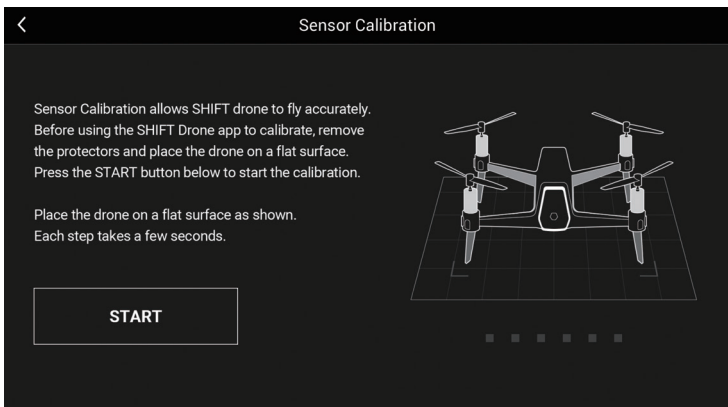 Sensor Calibration
Sensor Calibration allows SHIFT drone to fly accurately.
Before using the SHIFT Drone app to calibrate, remove
the protectors and place the drone on a flat surface.
Press the START button below to start the calibration.
Place the drone on a flat surface as shown.
Each step takes a few seconds.
START